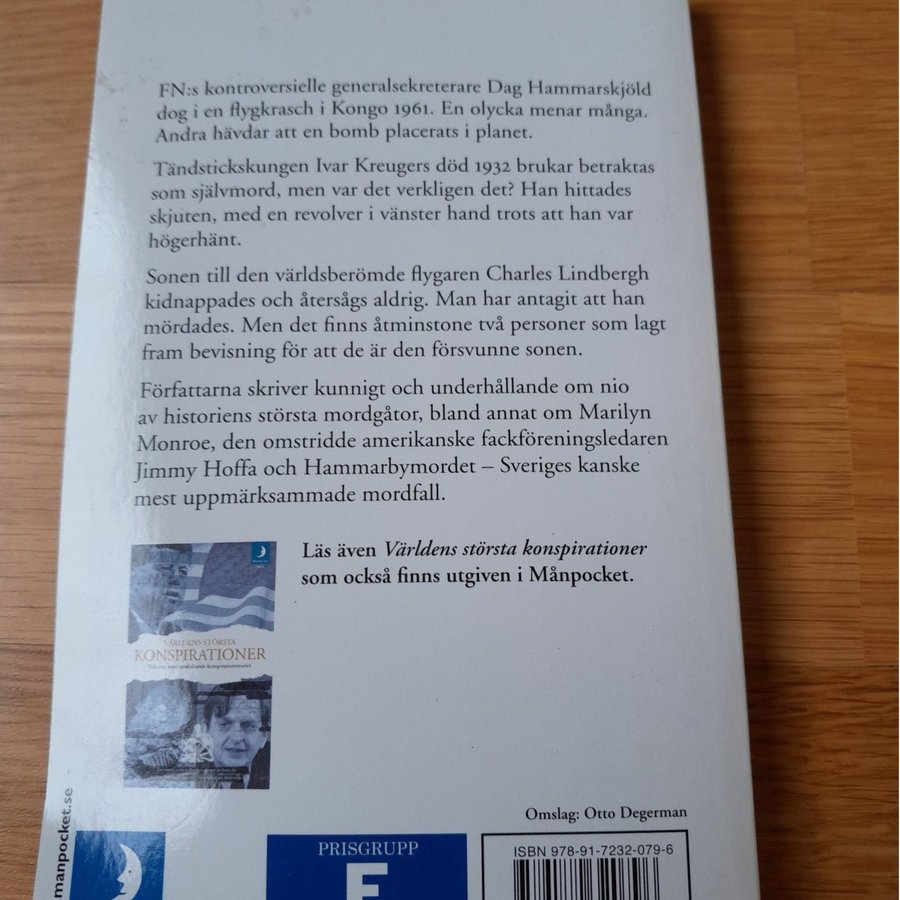 FN:s kontroversielle generalsekreterare Dag Hammarskjöld
dog i en flygkrasch i Kongo 1961. En olycka menar många.
Andra hävdar att en bomb placerats i planet.
Tändstickskungen Ivar Kreugers död 1932 brukar betraktas
som självmord, men var det verkligen det? Han hittades
skjuten, med en revolver i vänster hand trots att han var
högerhänt.
Sonen till den världsberömde flygaren Charles Lindbergh
kidnappades och återsågs aldrig. Man har antagit att han
mördades. Men det finns åtminstone två personer som lagt
fram bevisning för att de är den försvunne sonen.
Författarna skriver kunnigt och underhållande om nio
av historiens största mordgåtor, bland annat om Marilyn
Monroe, den omstridde amerikanske fackföreningsledaren
Jimmy Hoffa och Hammarbymordet – Sveriges kanske
mest uppmärksammade mordfall.
Läs även Världens största konspirationer
som också finns utgiven i Månpocket.
VÄRLDENS STÖRSTA
KONSPIRATIONER
Omslag: Otto Degerman
manpocket.se
PRISGRUPP
ISBN 978-91-7232-079-6